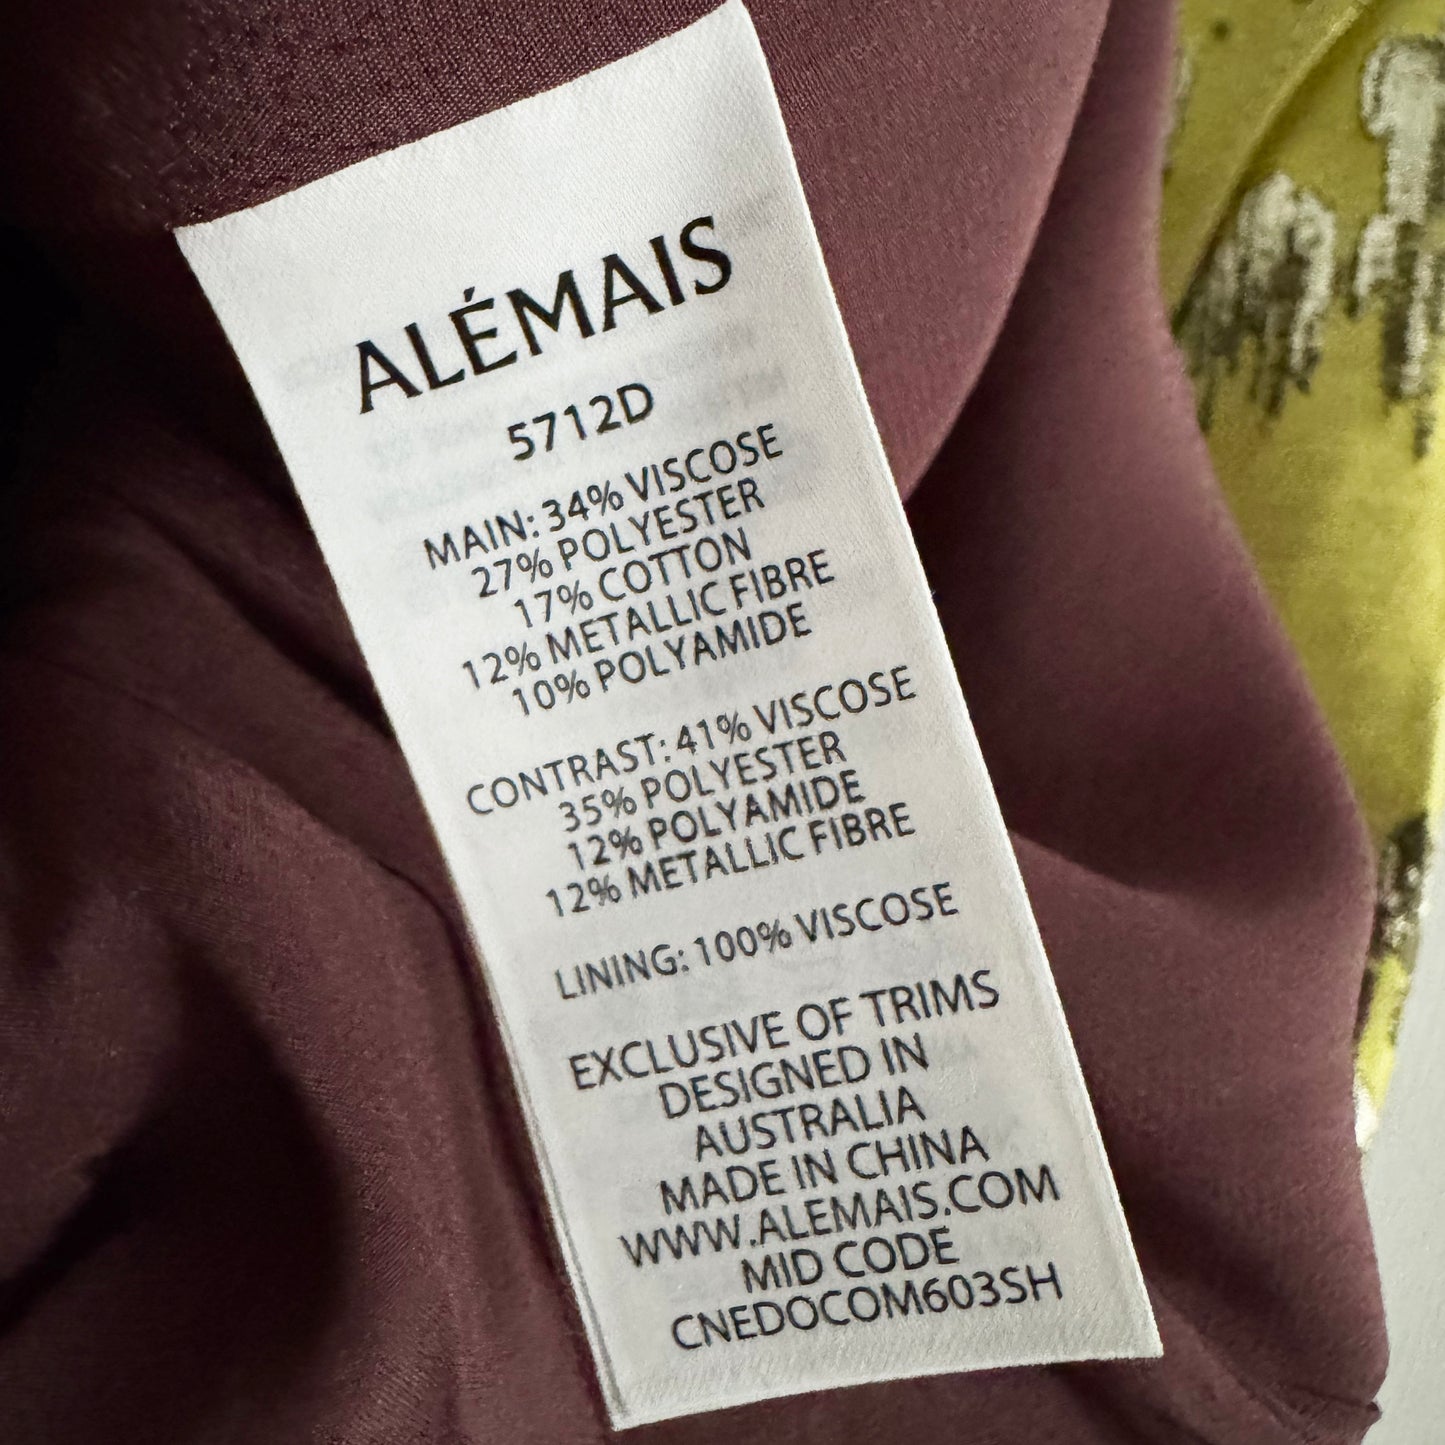 ALÉMAIS
5712D
MAIN: 34% VISCOSE
27% POLYESTER
17% COTTON
12% METALLIC FIBRE
10% POLYAMIDE
CONTRAST: 41% VISCOSE
35% POLYESTER
12% POLYAMIDE
12% METALLIC FIBRE
LINING: 100% VISCOSE
EXCLUSIVE OF TRIMS
DESIGNED IN
AUSTRALIA
MADE IN CHINA
WWW.ALEMAIS.COM
MID CODE
CNEDOCOM603SH